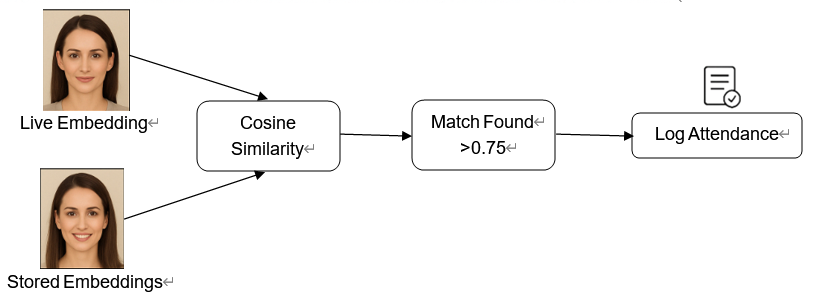 Live Embedding
Stored Embeddings
Cosine
Similarity
Match Found
>0.75
Log Attendance